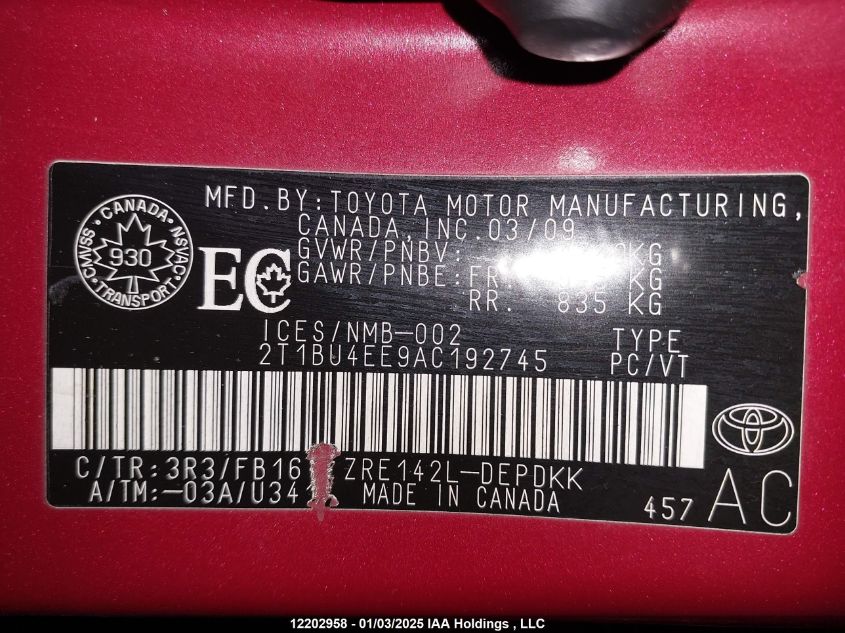 MFD.BY:TOYOTA MOTOR MANUFACTURING,
CANADA,INC.03/09
GVWR/PNBV: KG
GAWR/PNBE:FR. KG
RR. 835 KG
CANADA
CMVSS NSVAC
930
TRANSPORT
EC
ICES/NMB-002 TYPE
2T1BU4EE9AC192745 PC/VT
C/TR:3R3/FB16 ZRE142L-DEPDKK
A/TM:-03A/U34 MADE IN CANADA
457 AC
12202958 - 01/03/2025 IAA Holdings , LLC